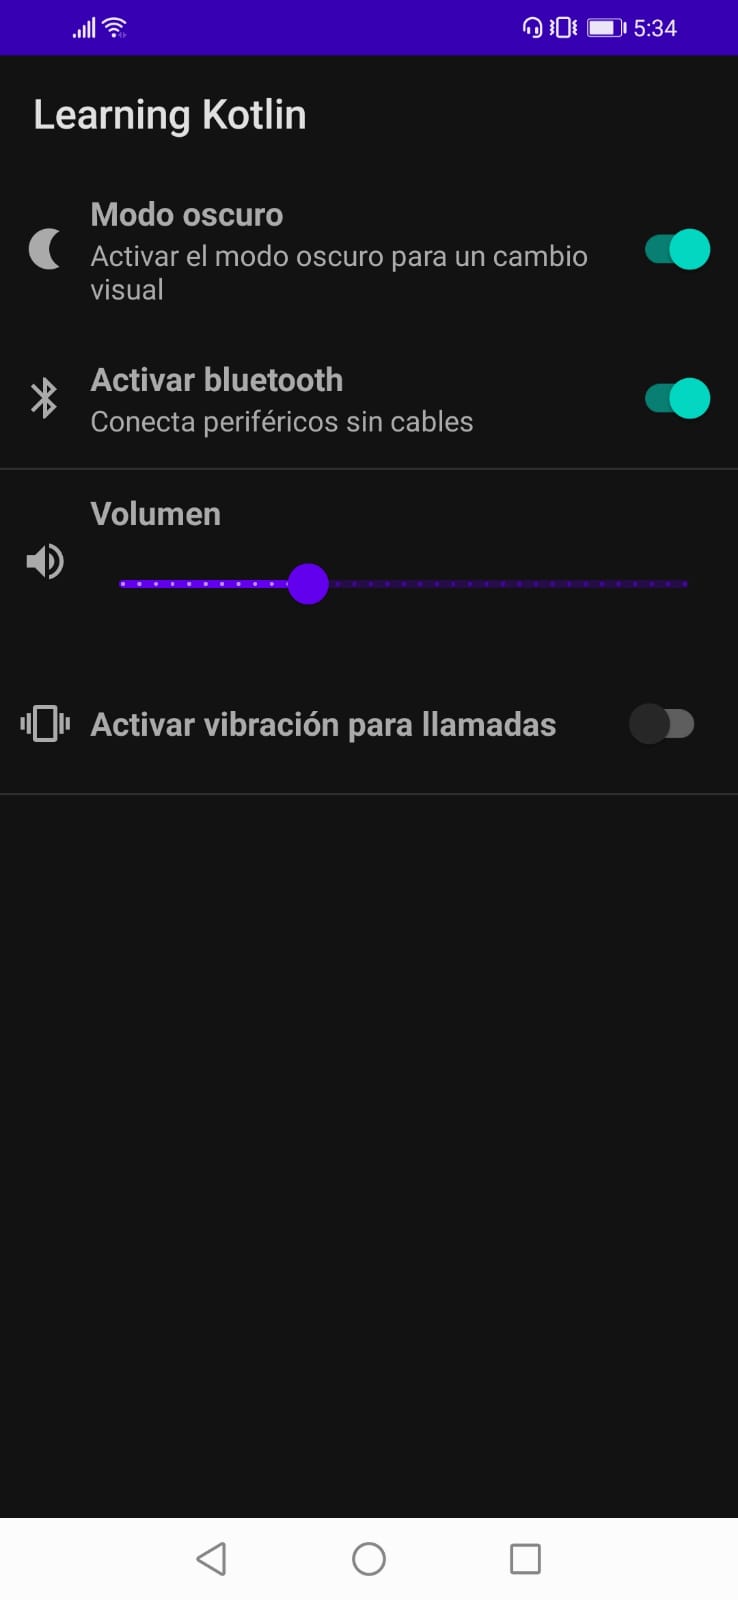 5:34
Learning Kotlin
Modo oscuro
Activar el modo oscuro para un cambio
visual
Activar bluetooth
Conecta periféricos sin cables
Volumen
Activar vibración para llamadas